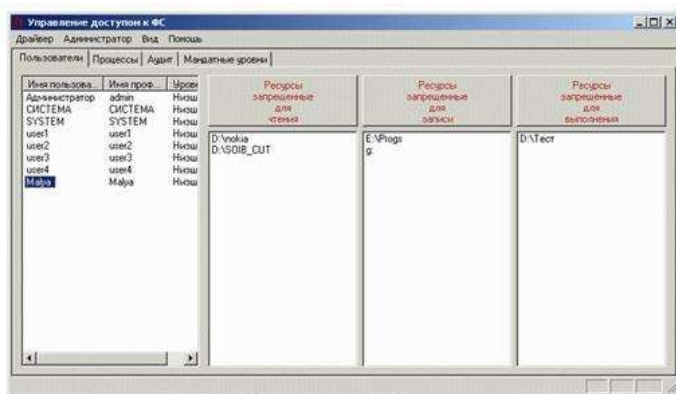 Управление доступом к ФС
Драйвер Администратор Вид Помощь
Пользователи Процессы Аудит Мандатные уровни
Имя пользова... Имя проф... Уровн
Администратор admin Низш
СИСТЕМА СИСТЕМА Низш
SYSTEM SYSTEM Низш
user1 user1 Низш
user2 user2 Низш
user3 user3 Низш
user4 user4 Низш
Malya Malya Низш
Ресурсы
запрещенные
для
чтения
D:\nokia
D:\SOIB_CUT
Ресурсы
запрещенные
для
записи
E:\Progs
g:
Ресурсы
запрещенные
для
выполнения
D:\Тест